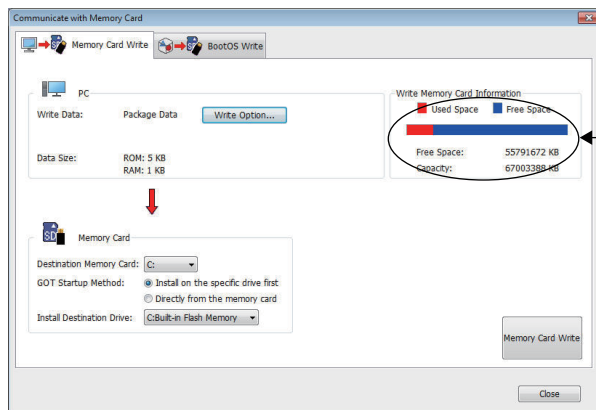 Communicate with Memory Card
Memory Card Write
BootOS Write
PC
Write Data: Package Data Write Option...
Data Size: ROM: 5 KB
RAM: 1 KB
Write Memory Card Information
Used Space Free Space
Free Space: 55791672 KB
Capacity: 67003388 KB
SD
Memory Card
Destination Memory Card: C:
GOT Startup Method: Install on the specific drive first
Directly from the memory card
Install Destination Drive: C:Built-in Flash Memory
Memory Card Write
Close